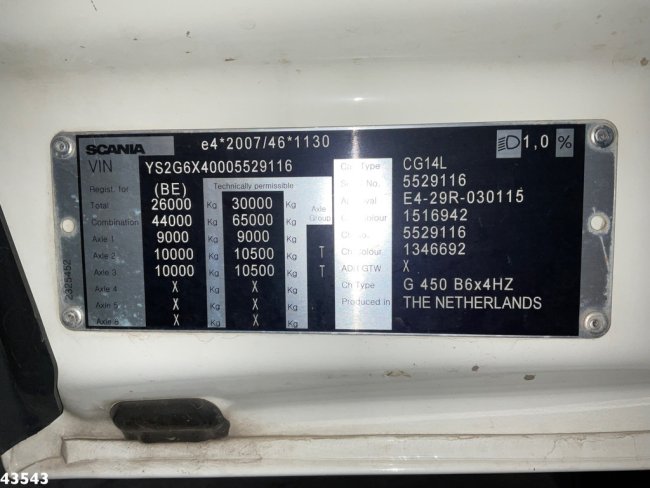 SCANIA e4*2007/46*1130 1,0 %
VIN YS2G6X40005529116
Regist. for (BE) Technically permissible
Total 26000 Kg 30000 Kg
Combination 44000 Kg 65000 Kg
Axle Group
Axle 1 9000 Kg 9000 Kg
Axle 2 10000 Kg 10500 Kg T
Axle 3 10000 Kg 10500 Kg T
Axle 4 X Kg X Kg
Axle 5 X Kg X Kg
Axle 6 X Kg X Kg
Type CG14L
No. 5529116
E4-29R-030115
1516942
5529116
Colour 1346692
GTW X
Ch Type G 450 B6x4HZ
Produced in THE NETHERLANDS
43543